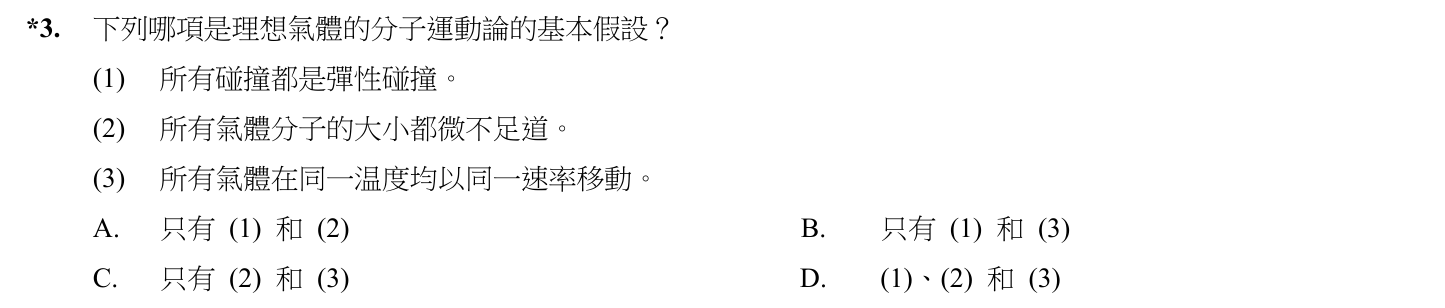 *3. 下列哪項是理想氣體的分子運動論的基本假設？
(1) 所有碰撞都是彈性碰撞。
(2) 所有氣體分子的大小都微不足道。
(3) 所有氣體在同一温度均以同一速率移動。
A. 只有 (1) 和 (2) B. 只有 (1) 和 (3)
C. 只有 (2) 和 (3) D. (1)、(2) 和 (3)